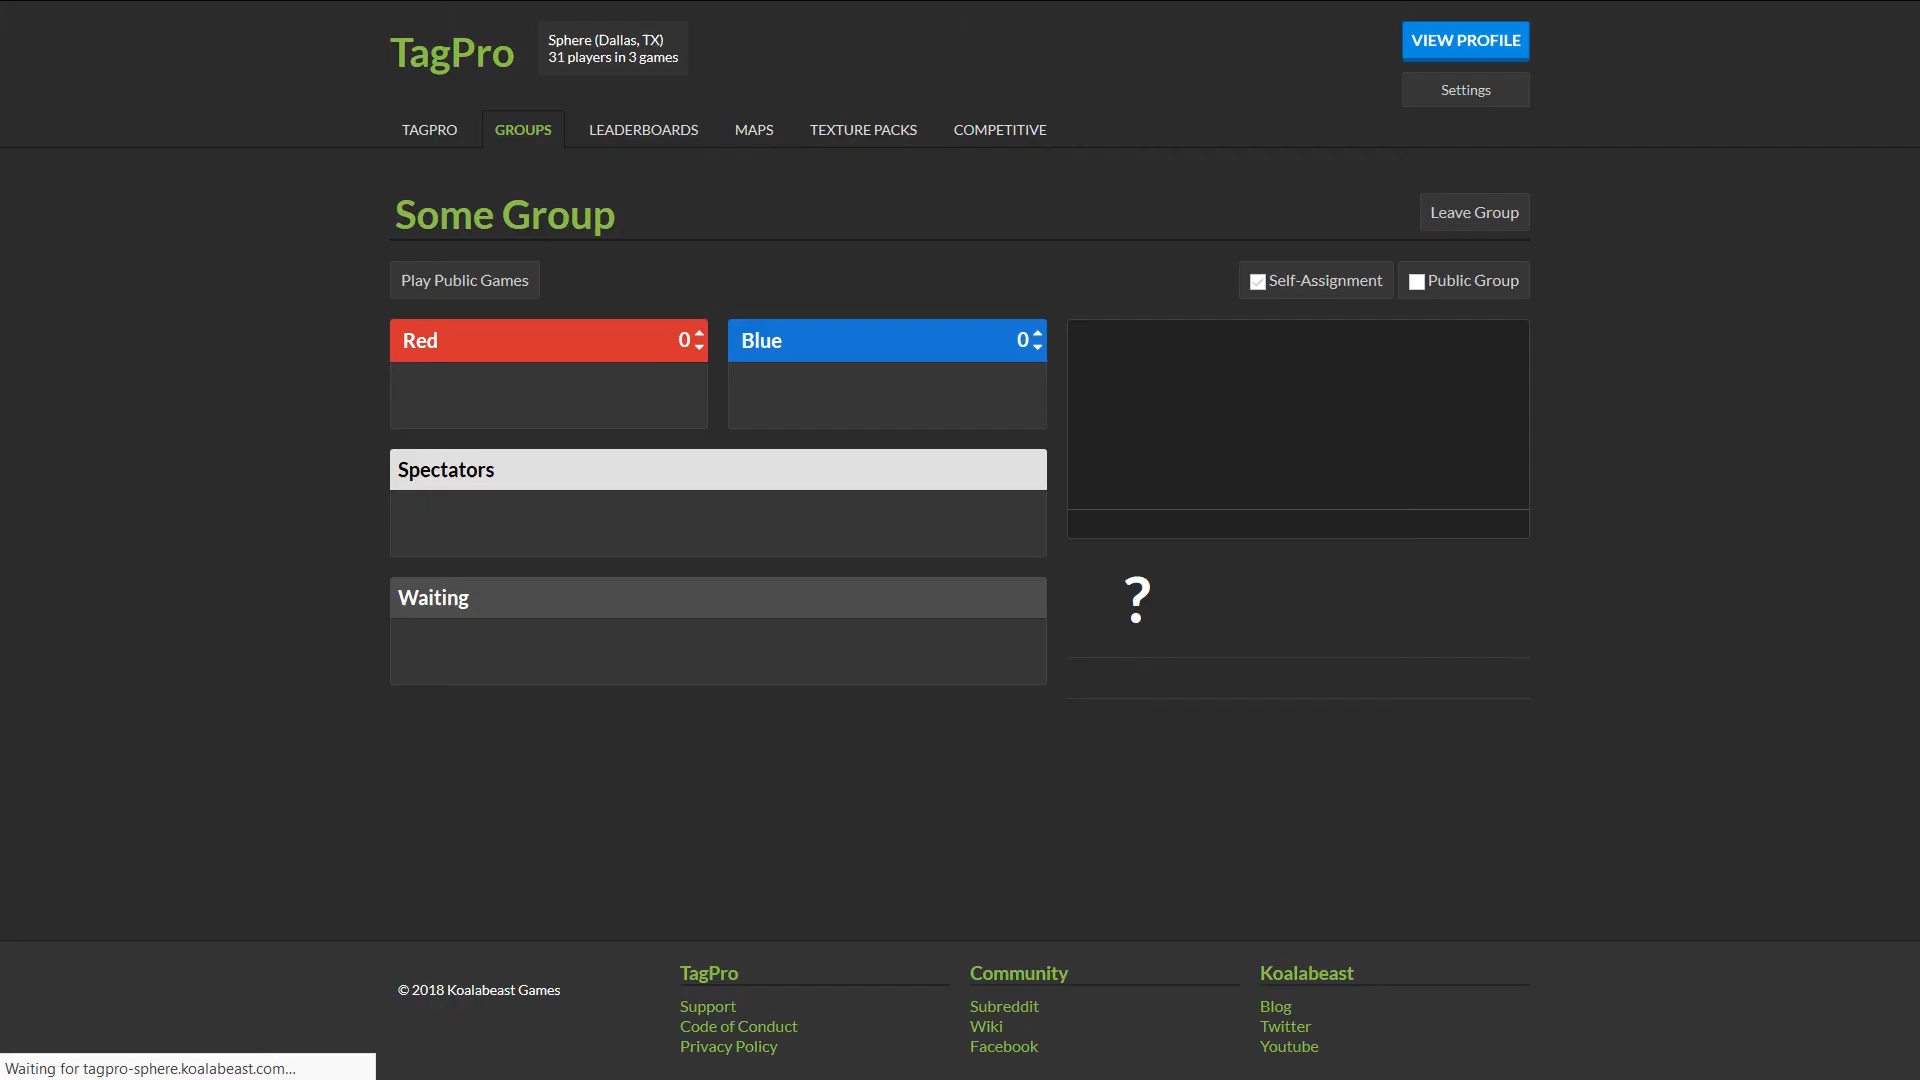 TagPro
Sphere (Dallas, TX)
31 players in 3 games
VIEW PROFILE
Settings
TAGPRO
GROUPS
LEADERBOARDS
MAPS
TEXTURE PACKS
COMPETITIVE
Some Group
Leave Group
Play Public Games
Self-Assignment
Public Group
Red
0
Blue
0
Spectators
Waiting
?
© 2018 Koalabeast Games
TagPro
Support
Code of Conduct
Privacy Policy
Community
Subreddit
Wiki
Facebook
Koalabeast
Blog
Twitter
Youtube
Waiting for tagpro-sphere.koalabeast.com...